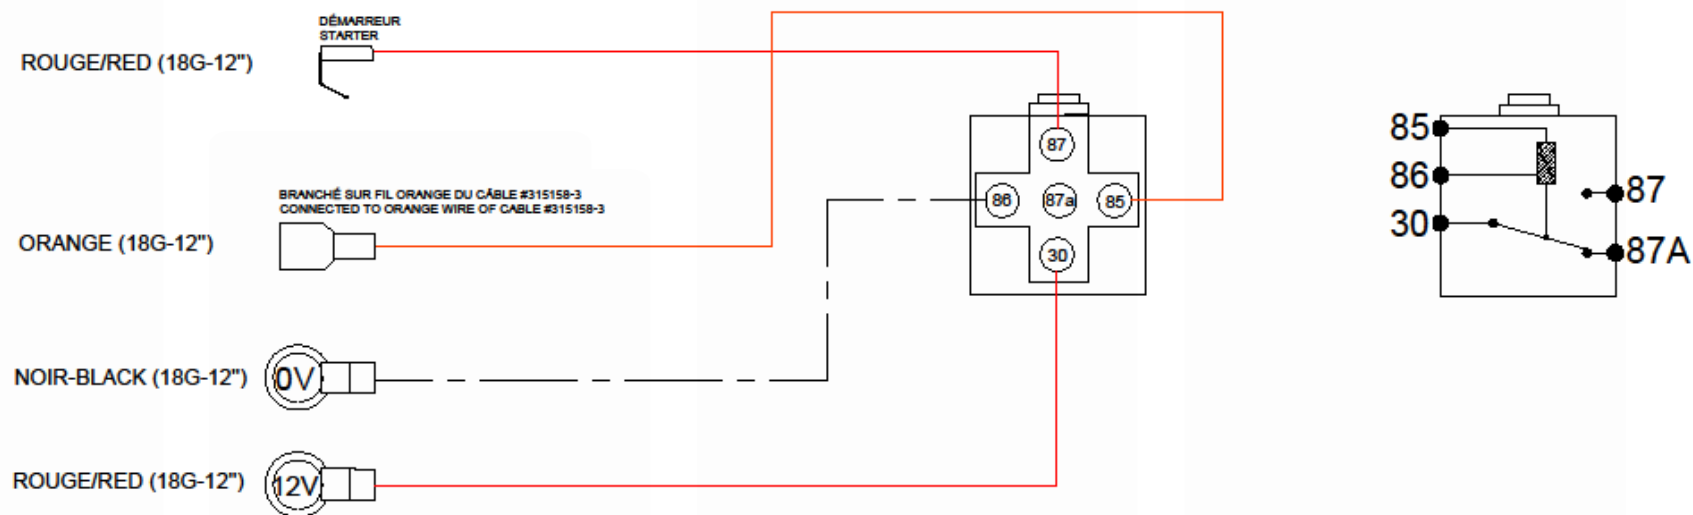 DÉMARREUR
STARTER
ROUGE/RED (18G-12")
BRANCHÉ SUR FIL ORANGE DU CÂBLE #315158-3
CONNECTED TO ORANGE WIRE OF CABLE #315158-3
ORANGE (18G-12")
NOIR-BLACK (18G-12")
0V
ROUGE/RED (18G-12")
12V
87
86
87a
85
30
85
86
30
87
87A